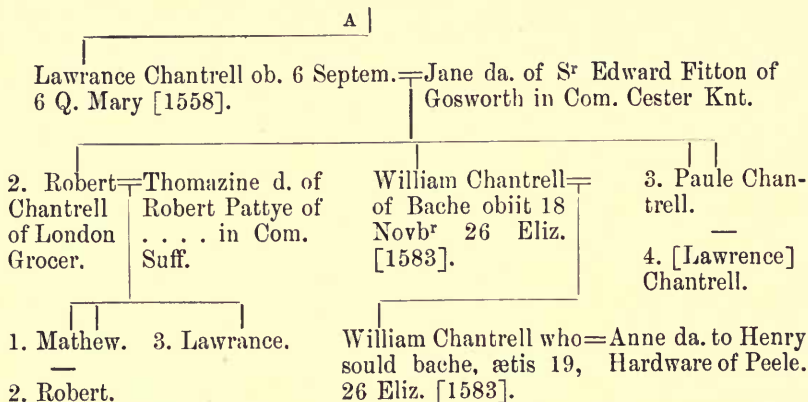 A
Lawrance Chantrell ob. 6 Septem.
6 Q. Mary [1558].
Jane da. of Sʳ Edward Fitton of
Gosworth in Com. Cester Knt.
2. Robert
Chantrell
of London
Grocer.
Thomazine d. of
Robert Pattye of
. . . . in Com.
Suff.
William Chantrell
of Bache obiit 18
Novbʳ 26 Eliz.
[1583].
3. Paule Chan-
trell.
—
4. [Lawrence]
Chantrell.
1. Mathew.
—
2. Robert.
3. Lawrance.
William Chantrell who
sould bache, ætis 19,
26 Eliz. [1583].
Anne da. to Henry
Hardware of Peele.